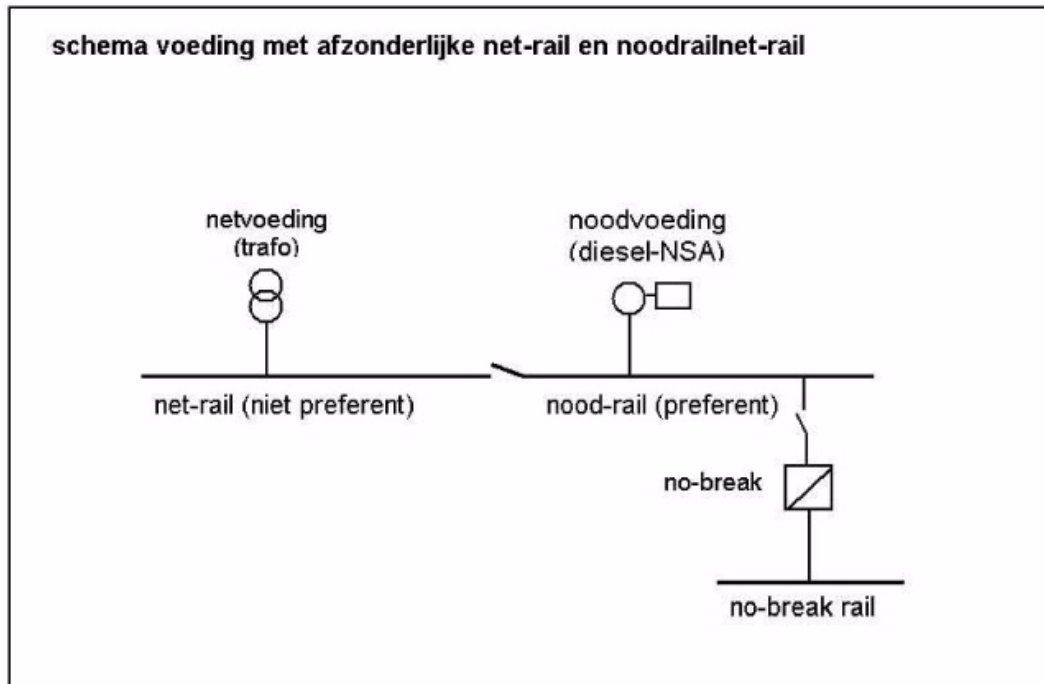 schema voeding met afzonderlijke net-rail en noodrailnet-rail
netvoeding
(trafo)
noodvoeding
(diesel-NSA)
net-rail (niet preferent)
nood-rail (preferent)
no-break
no-break rail